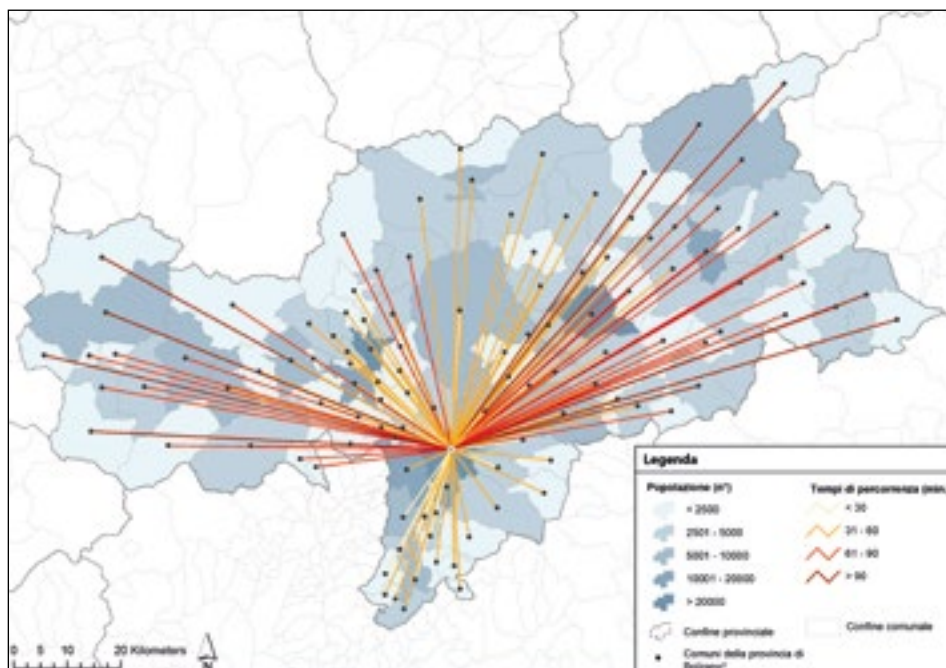 Legenda
Popolazione (n°)
< 2500
2501 - 5000
5001 - 10000
10001 - 20000
> 20000
Confine provinciale
Comuni della provincia di
Tempi di percorrenza (min.
< 30
31 - 60
61 - 90
> 90
Confine comunale
0 5 10 20 Kilometers
N